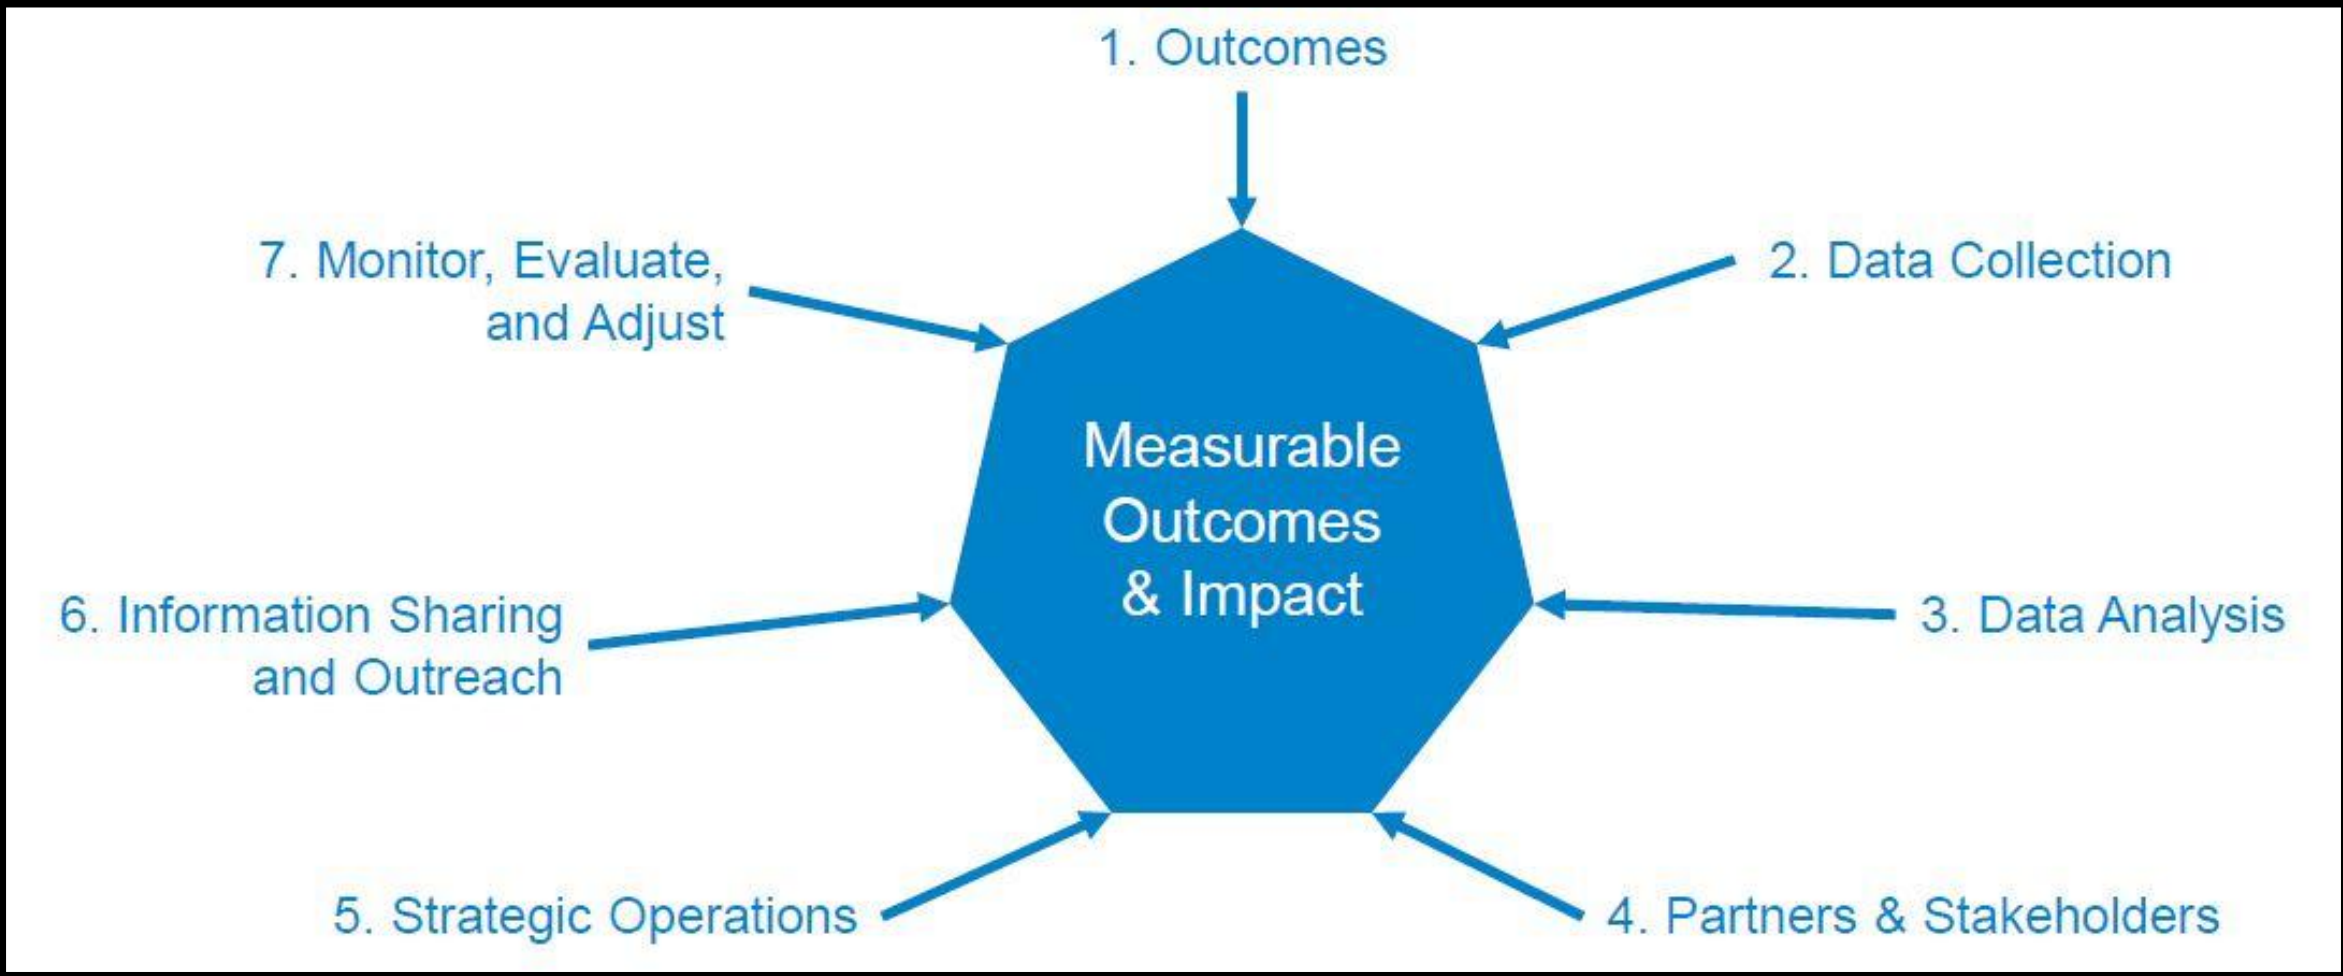 1. Outcomes
2. Data Collection
3. Data Analysis
4. Partners & Stakeholders
5. Strategic Operations
6. Information Sharing
and Outreach
7. Monitor, Evaluate,
and Adjust
Measurable
Outcomes
& Impact